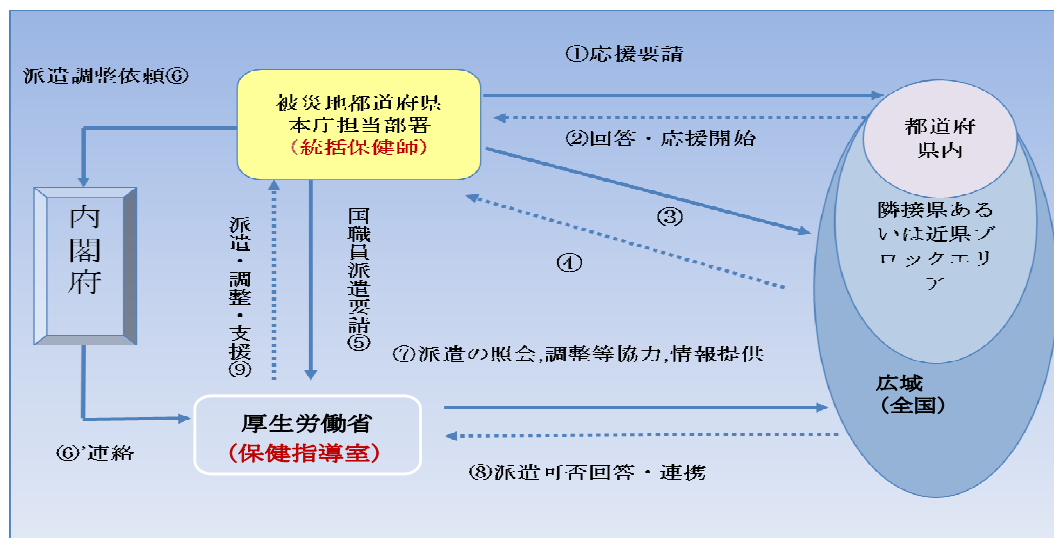 ①応援要請
派遣調整依頼⑥
被災地都道府県
本庁担当部署
(統括保健師)
②回答・応援開始
都道府
県内
内閣府
派遣・調整・支援⑨
国職員派遣要請⑤
③
④
隣接県ある
いは近県ブ
ロックエリ
ア
⑦派遣の照会,調整等協力,情報提供
広域
(全国)
厚生労働省
(保健指導室)
⑥'連絡
⑧派遣可否回答・連携